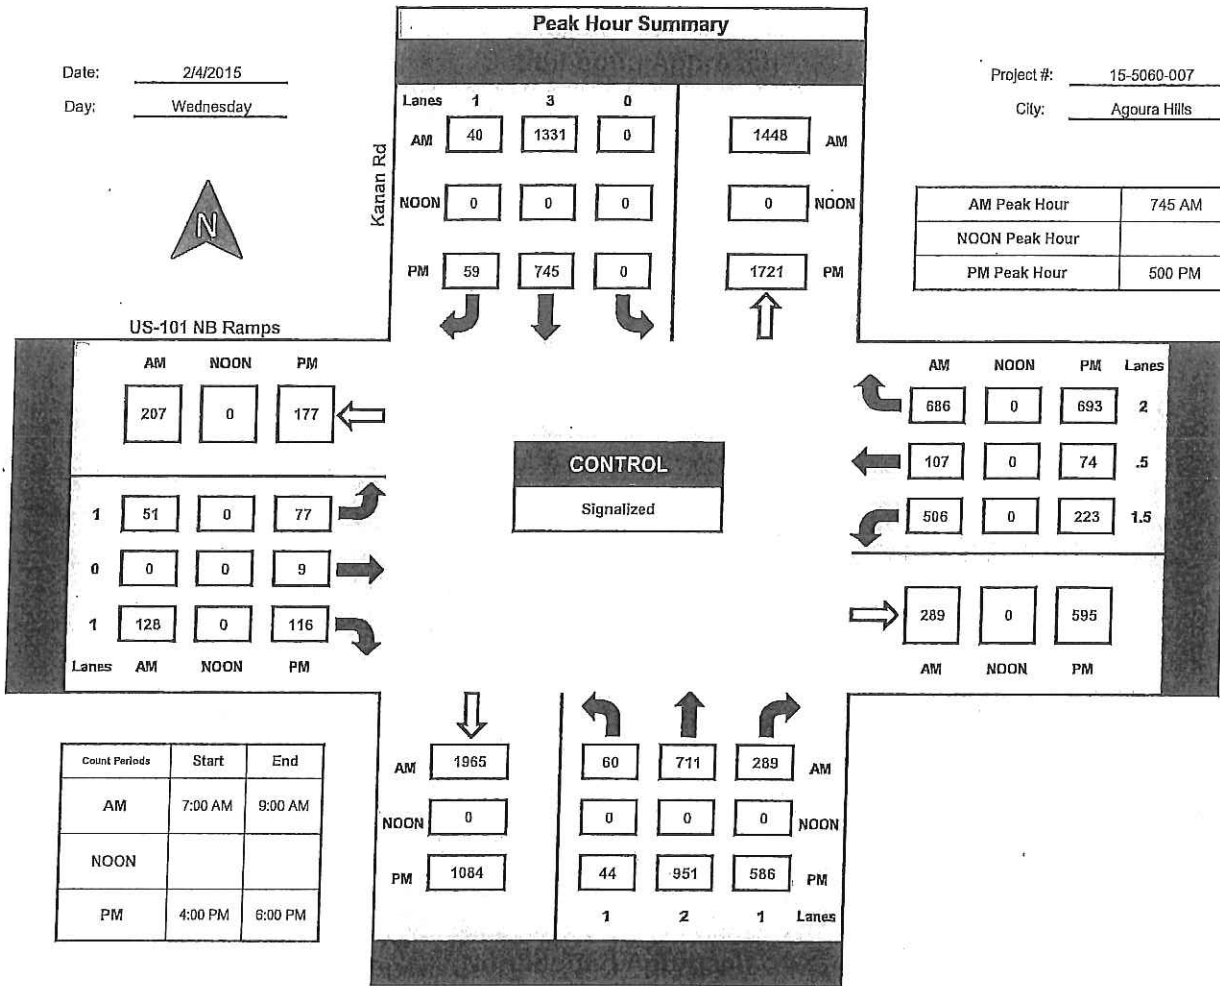 Peak Hour Summary
Date: 2/4/2015
Day: Wednesday
Project #: 15-5060-007
City: Agoura Hills
N
Kanan Rd
Lanes 1 3 0
AM 40 1331 0 1448 AM
NOON 0 0 0 0 NOON
PM 59 745 0 1721 PM
AM Peak Hour 745 AM
NOON Peak Hour
PM Peak Hour 500 PM
US-101 NB Ramps
AM NOON PM
207 0 177
1 51 0 77
0 0 0 9
1 128 0 116
Lanes AM NOON PM
CONTROL
Signalized
AM NOON PM Lanes
686 0 693 2
107 0 74 .5
506 0 223 1.5
289 0 595
AM NOON PM
Count Periods Start End
AM 7:00 AM 9:00 AM
NOON
PM 4:00 PM 6:00 PM
AM 1965 60 711 289 AM
NOON 0 0 0 0 NOON
PM 1084 44 951 586 PM
1 2 1 Lanes